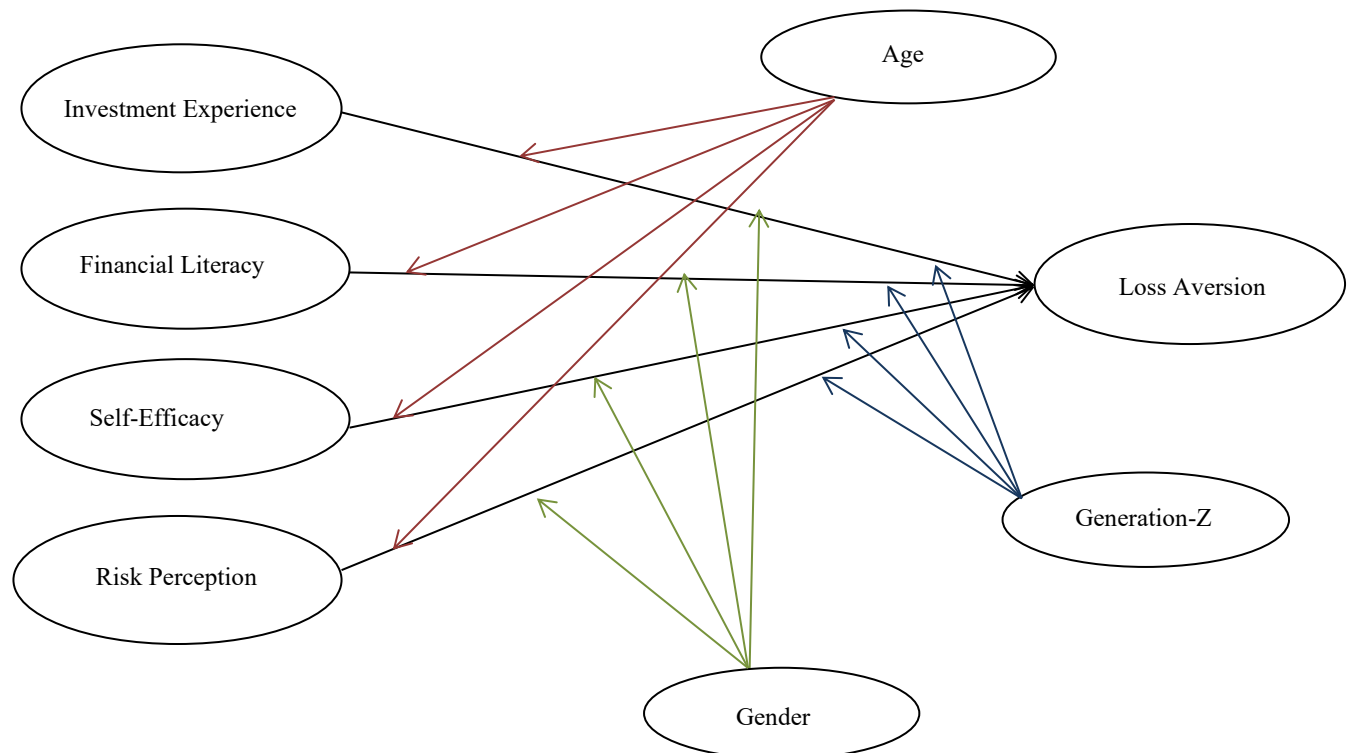 Age
Investment Experience
Financial Literacy
Loss Aversion
Self-Efficacy
Generation-Z
Risk Perception
Gender